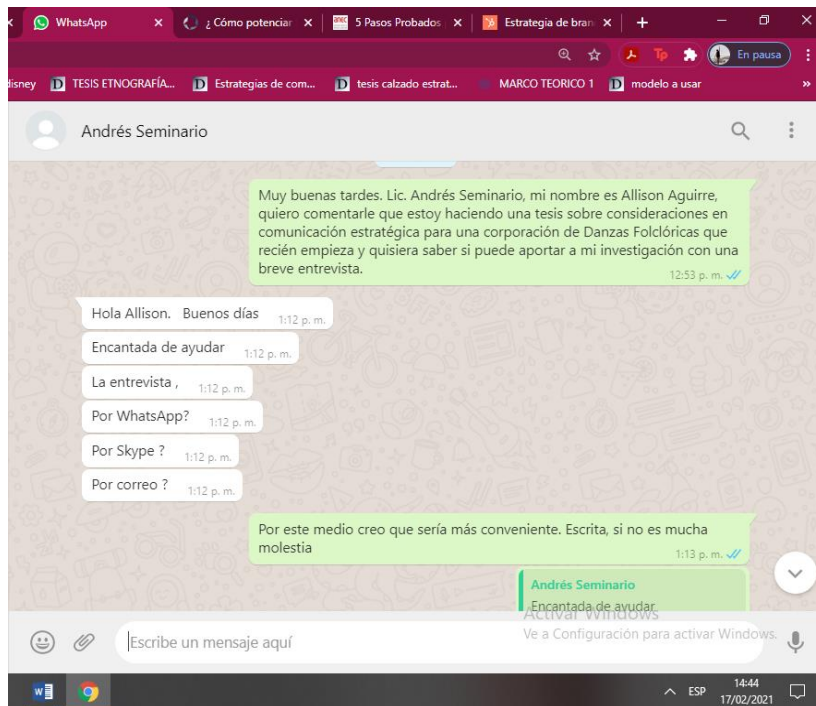 WhatsApp
¿ Cómo potenciar
5 Pasos Probados
Estrategia de bran
En pausa
disney
TESIS ETNOGRAFÍA...
Estrategias de com...
tesis calzado estrat...
MARCO TEORICO 1
modelo a usar
Andrés Seminario
Muy buenas tardes. Lic. Andrés Seminario, mi nombre es Allison Aguirre,
quiero comentarle que estoy haciendo una tesis sobre consideraciones en
comunicación estratégica para una corporación de Danzas Folclóricas que
recién empieza y quisiera saber si puede aportar a mi investigación con una
breve entrevista.
12:53 p. m.
Hola Allison. Buenos días 1:12 p. m.
Encantada de ayudar 1:12 p. m.
La entrevista , 1:12 p. m.
Por WhatsApp? 1:12 p. m.
Por Skype ? 1:12 p. m.
Por correo ? 1:12 p. m.
Por este medio creo que sería más conveniente. Escrita, si no es mucha
molestia
1:13 p. m.
Andrés Seminario
Encantada de ayudar
Activar Windows
Ve a Configuración para activar Windows.
Escribe un mensaje aquí
ESP
14:44
17/02/2021